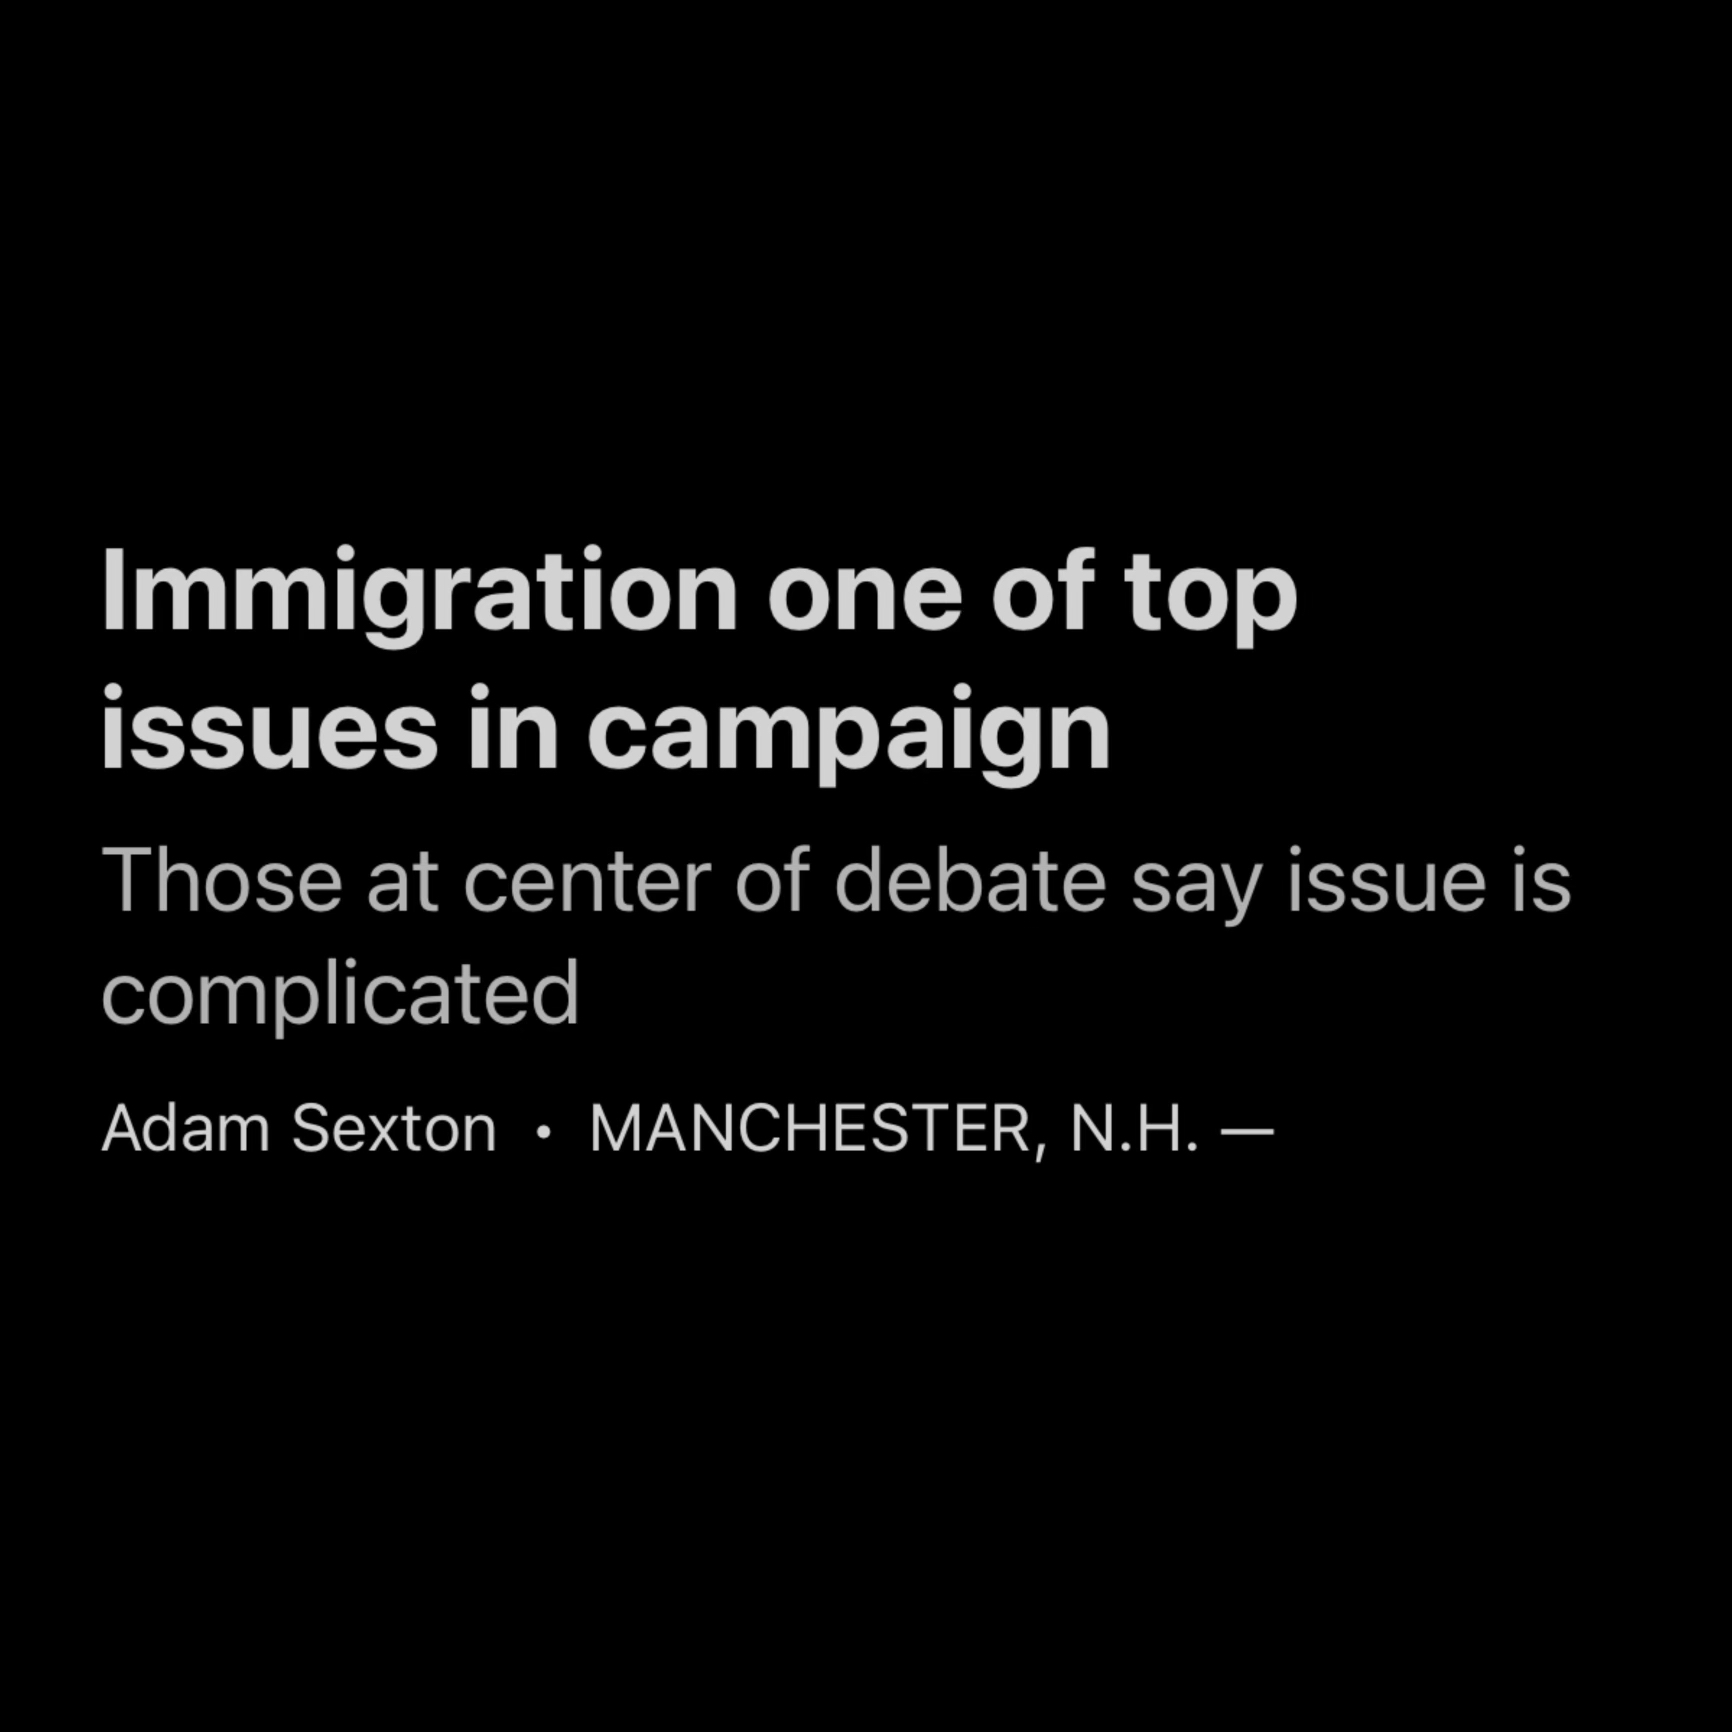 Immigration one of top
issues in campaign
Those at center of debate say issue is
complicated
Adam Sexton • MANCHESTER, N.H. —